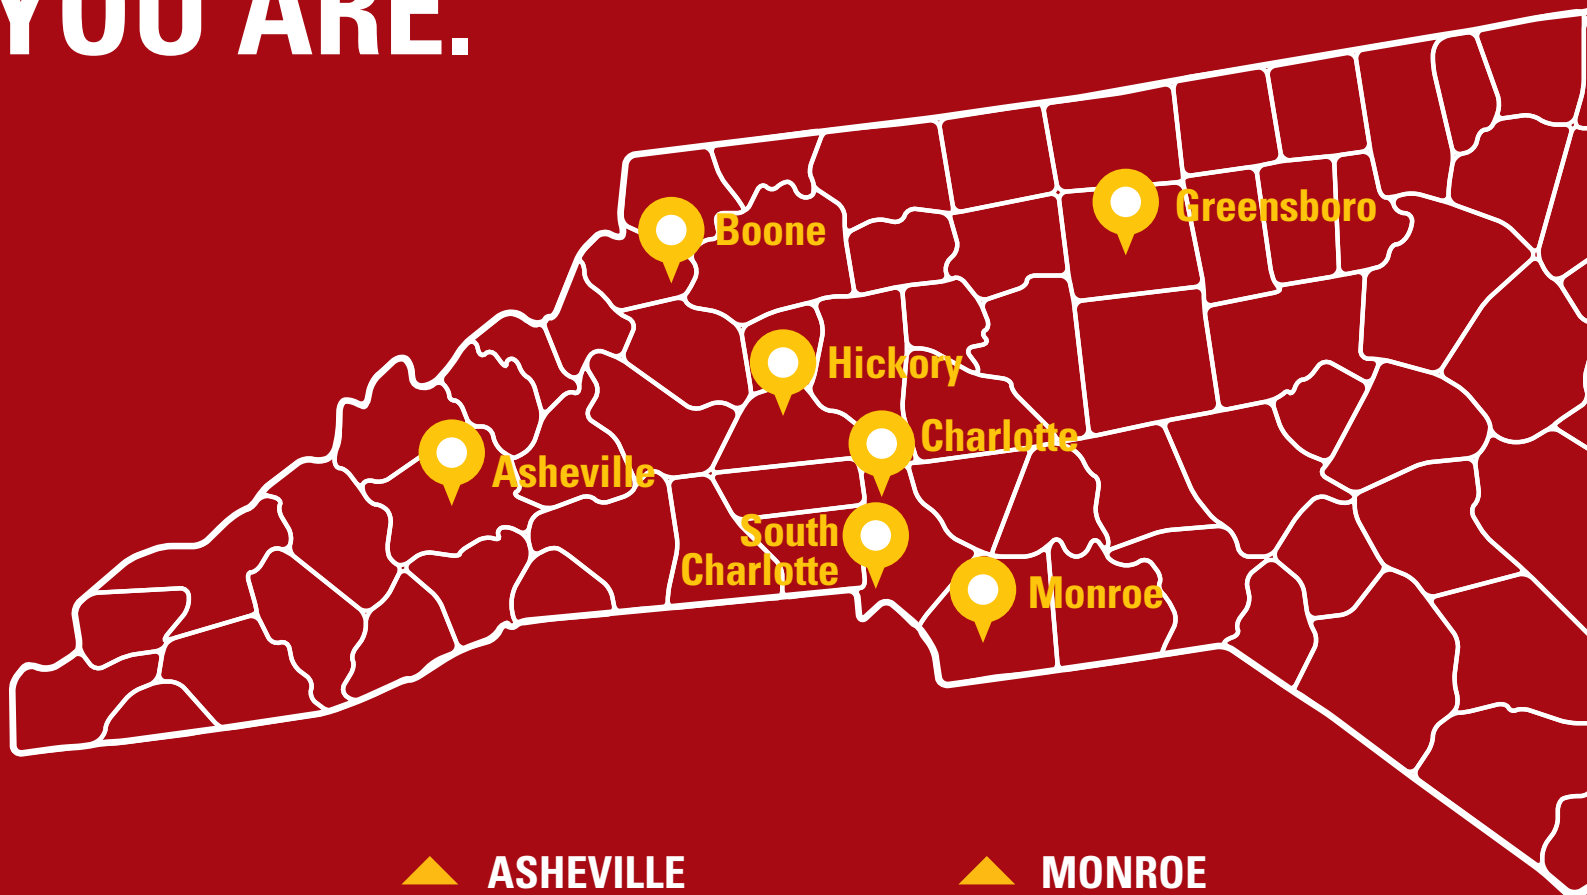 YOU ARE.
Boone
Greensboro
Hickory
Charlotte
Asheville
South
Charlotte
Monroe
ASHEVILLE
MONROE